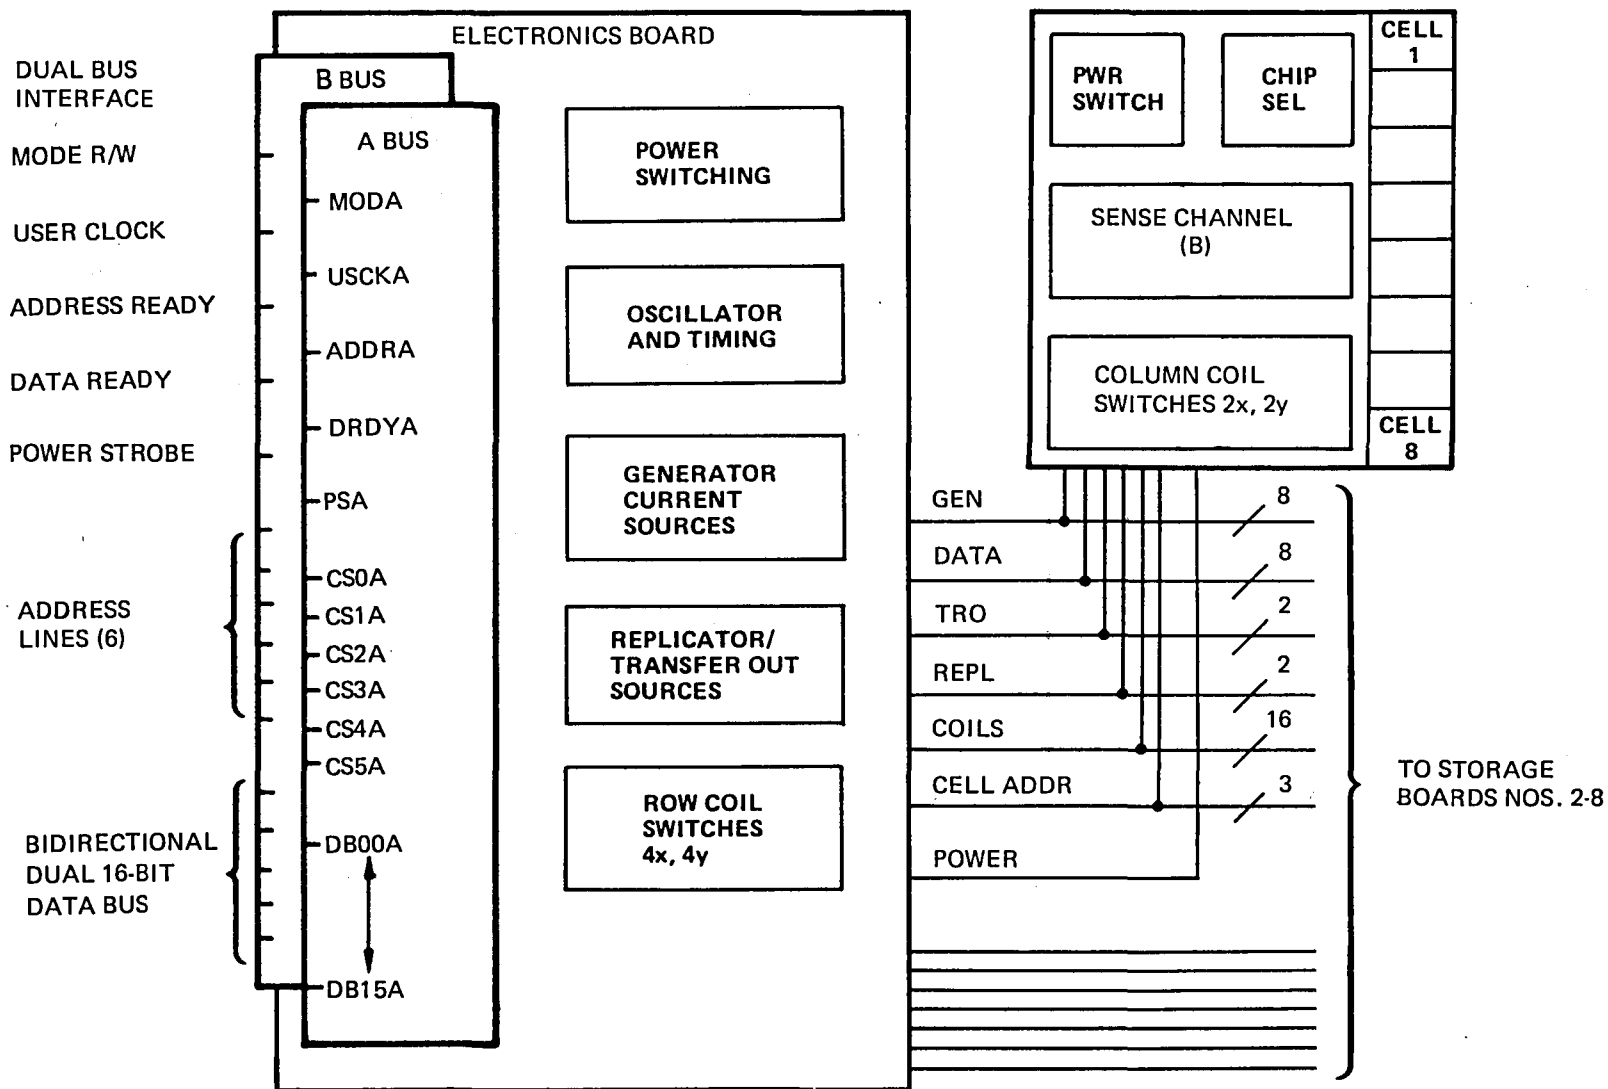 ELECTRONICS BOARD
DUAL BUS
INTERFACE
MODE R/W
USER CLOCK
ADDRESS READY
DATA READY
POWER STROBE
ADDRESS
LINES (6)
BIDIRECTIONAL
DUAL 16-BIT
DATA BUS
B BUS
A BUS
MODA
USCKA
ADDRA
DRDYA
PSA
CS0A
CS1A
CS2A
CS3A
CS4A
CS5A
DB00A
DB15A
POWER
SWITCHING
OSCILLATOR
AND TIMING
GENERATOR
CURRENT
SOURCES
REPLICATOR/
TRANSFER OUT
SOURCES
ROW COIL
SWITCHES
4x, 4y
PWR
SWITCH
CHIP
SEL
CELL
1
SENSE CHANNEL
(B)
COLUMN COIL
SWITCHES 2x, 2y
CELL
8
GEN
8
DATA
8
TRO
2
REPL
2
COILS
16
CELL ADDR
3
POWER
TO STORAGE
BOARDS NOS. 2-8